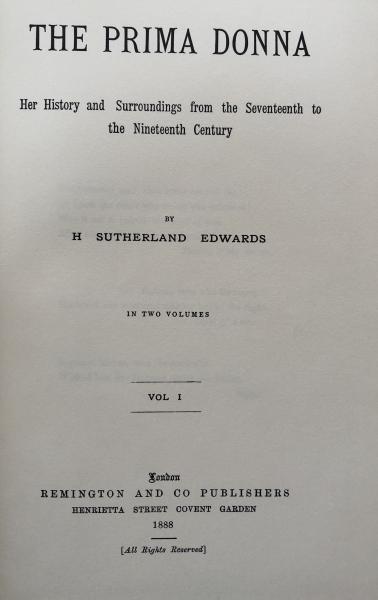 THE PRIMA DONNA
Her History and Surroundings from the Seventeenth to
the Nineteenth Century
BY
H SUTHERLAND EDWARDS
IN TWO VOLUMES
VOL I
London
REMINGTON AND CO PUBLISHERS
HENRIETTA STREET COVENT GARDEN
1888
[All Rights Reserved]